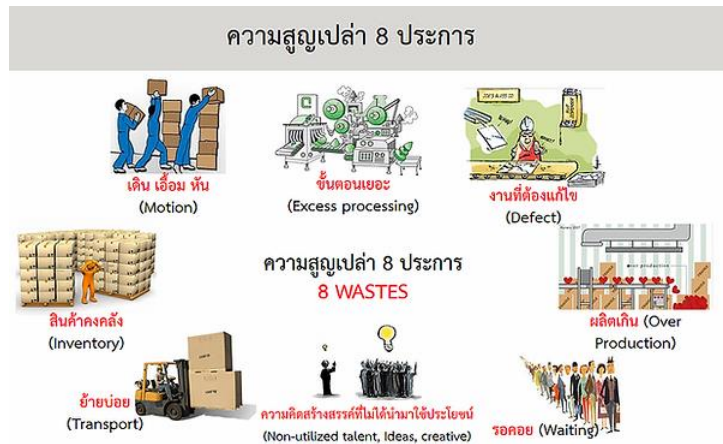 ความสูญเปล่า 8 ประการ
เดิน เอื้อม หัน
(Motion)
ขั้นตอนเยอะ
(Excess processing)
งานที่ต้องแก้ไข
(Defect)
ความสูญเปล่า 8 ประการ
8 WASTES
สินค้าคงคลัง
(Inventory)
ผลิตเกิน (Over
Production)
ย้ายบ่อย
(Transport)
ความคิดสร้างสรรค์ที่ไม่ได้นำมาใช้ประโยชน์
(Non-utilized talent, Ideas, creative)
รอคอย (Waiting)